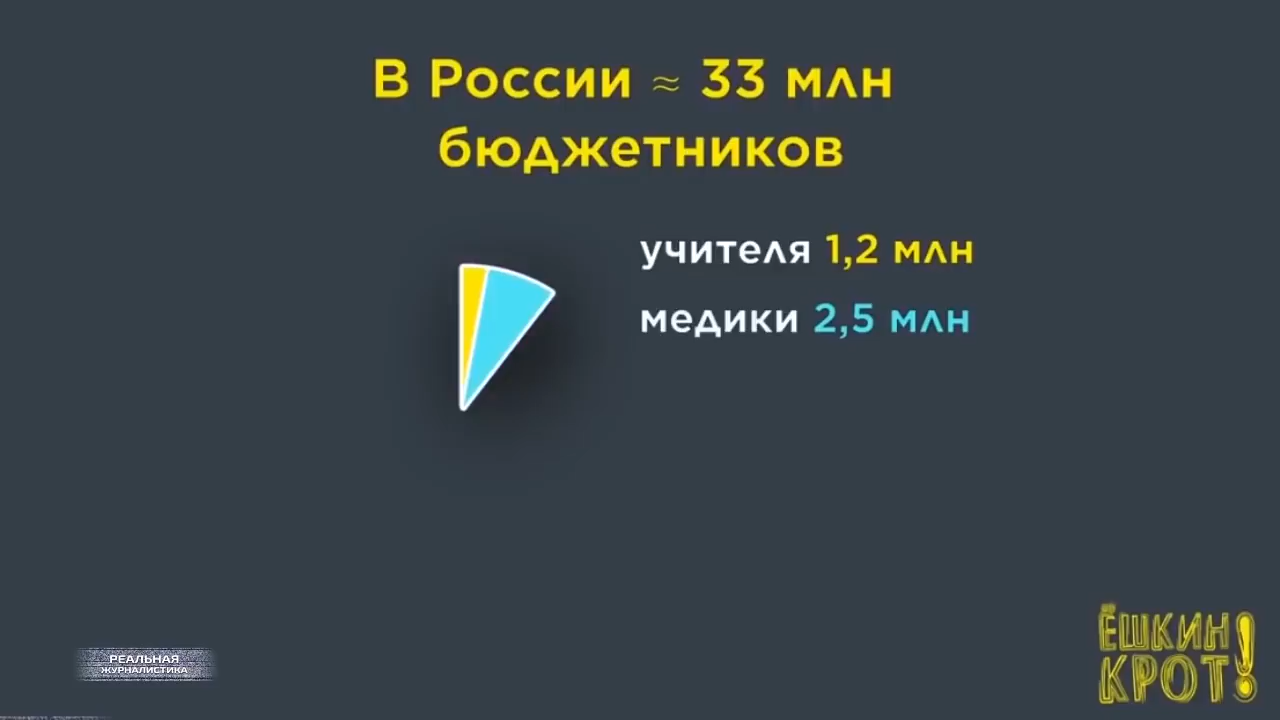 В России ≈ 33 млн
бюджетников
учителя 1,2 млн
медики 2,5 млн
РЕАЛЬНАЯ
ЖУРНАЛИСТИКА
ЁШКИН
КРОТ!